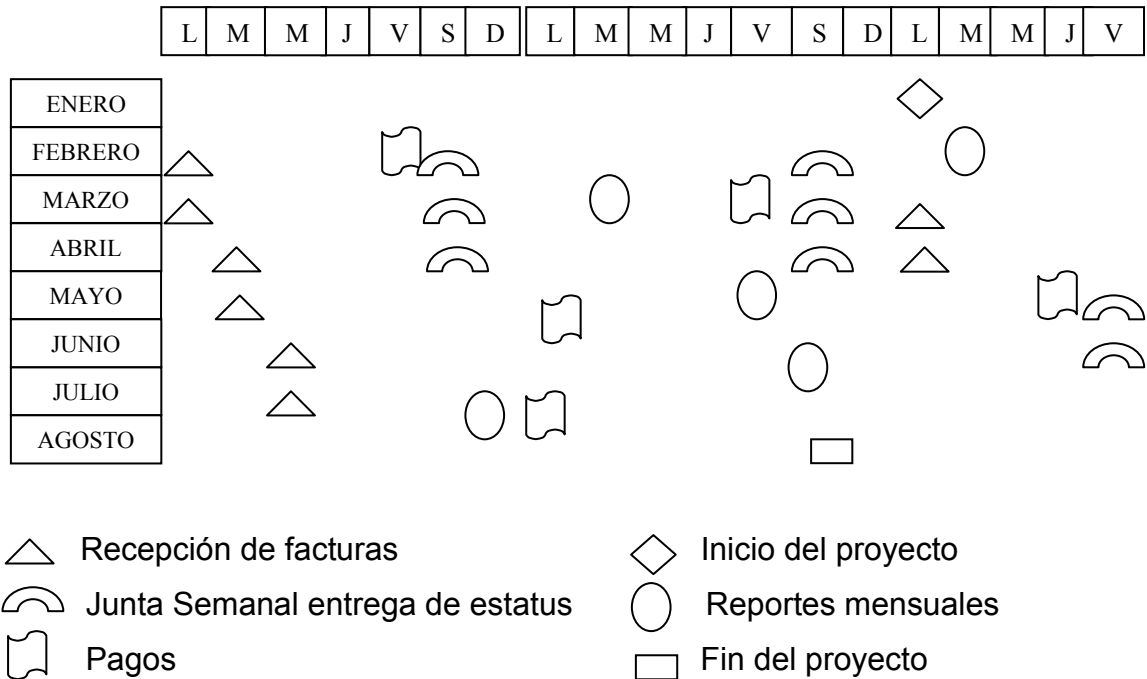 L M M J V S D L M M J V S D L M M J V
ENERO
FEBRERO
MARZO
ABRIL
MAYO
JUNIO
JULIO
AGOSTO
Recepción de facturas
Inicio del proyecto
Junta Semanal entrega de estatus
Reportes mensuales
Pagos
Fin del proyecto